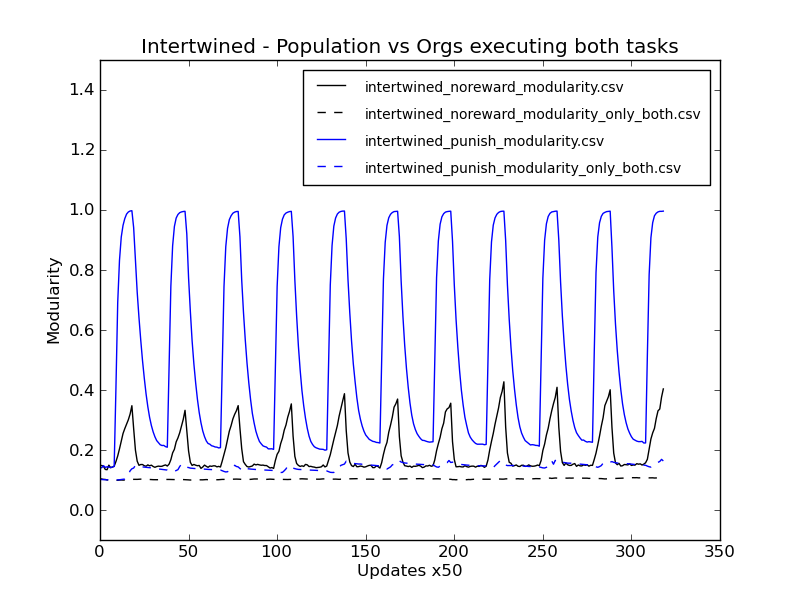 Intertwined - Population vs Orgs executing both tasks
intertwined_noreward_modularity.csv
intertwined_noreward_modularity_only_both.csv
intertwined_punish_modularity.csv
intertwined_punish_modularity_only_both.csv
1.4
1.2
1.0
0.8
0.6
0.4
0.2
0.0
Modularity
0 50 100 150 200 250 300 350
Updates x50